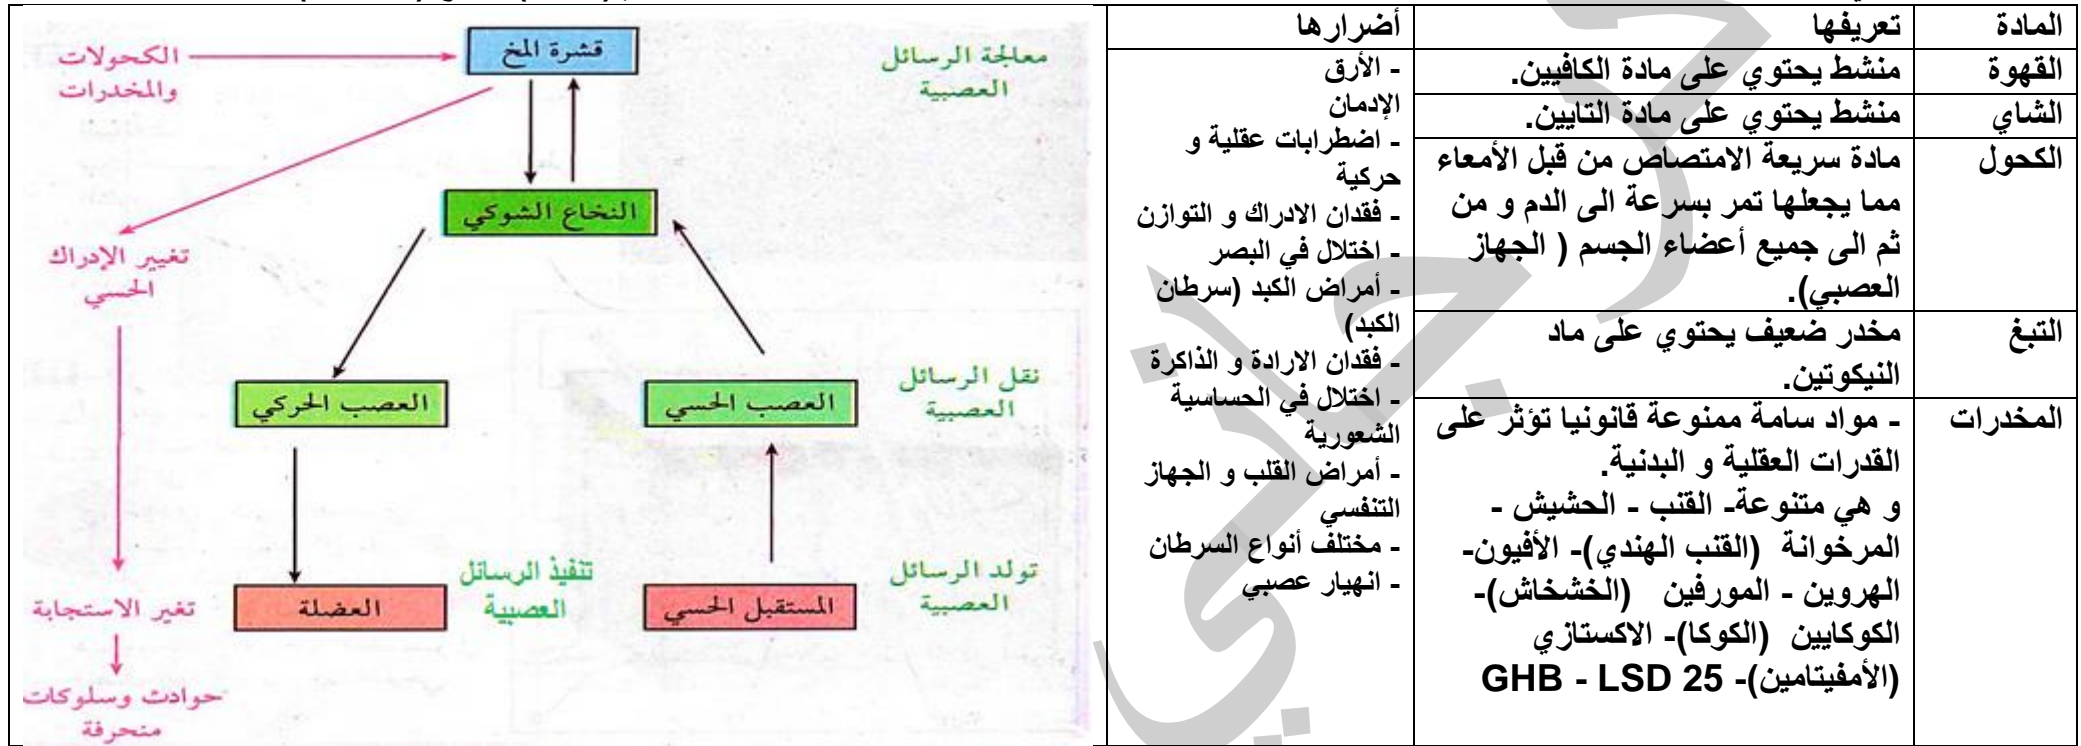 المادة
تعريفها
أضرارها
القهوة
منشط يحتوي على مادة الكافيين.
الشاي
منشط يحتوي على مادة التايين.
الكحول
مادة سريعة الامتصاص من قبل الأمعاء
مما يجعلها تمر بسرعة الى الدم و من
ثم الى جميع أعضاء الجسم ( الجهاز
العصبي).
التبغ
مخدر ضعيف يحتوي على ماد
النيكوتين.
المخدرات
- مواد سامة ممنوعة قانونيا تؤثر على
القدرات العقلية و البدنية.
و هي متنوعة- القنب - الحشيش -
المرخوانة (القنب الهندي)- الأفيون-
الهروين - المورفين (الخشخاش)-
الكوكايين (الكوكا)- الاكستازي
(الأمفيتامين)- GHB - LSD 25
- الأرق
الإدمان
- اضطرابات عقلية و
حركية
- فقدان الادراك و التوازن
- اختلال في البصر
- أمراض الكبد (سرطان
الكبد)
- فقدان الارادة و الذاكرة
- اختلال في الحساسية
الشعورية
- أمراض القلب و الجهاز
التنفسي
- مختلف أنواع السرطان
- انهيار عصبي
معالجة الرسائل
العصبية
قشرة المخ
الكحولات
والمخدرات
النخاع الشوكي
تغيير الإدراك
الحسي
نقل الرسائل
العصبية
العصب الحسي
العصب الحركي
تولد الرسائل
العصبية
المستقبل الحسي
تنفيذ الرسائل
العصبية
العضلة
تغير الاستجابة
حوادث وسلوكات
منحرفة